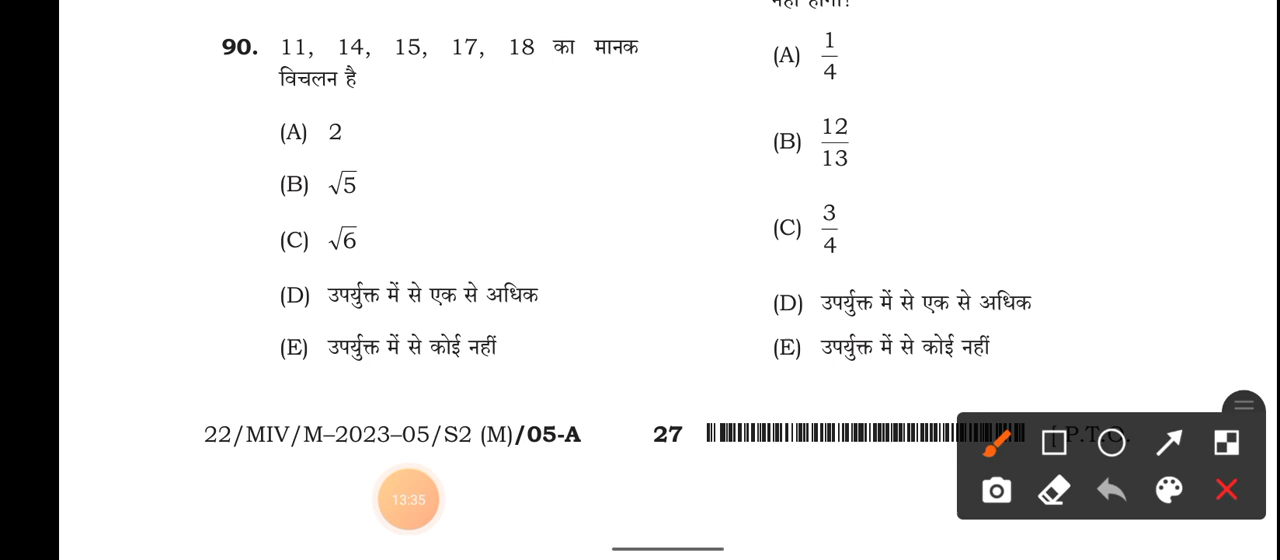 90. 11, 14, 15, 17, 18 का मानक
विचलन है
(A) 2
(B) √5
(C) √6
(D) उपर्युक्त में से एक से अधिक
(E) उपर्युक्त में से कोई नहीं
(A) 1/4
(B) 12/13
(C) 3/4
(D) उपर्युक्त में से एक से अधिक
(E) उपर्युक्त में से कोई नहीं
22/MIV/M–2023–05/S2 (M)/05-A 27 [ P.T.O.
13:35